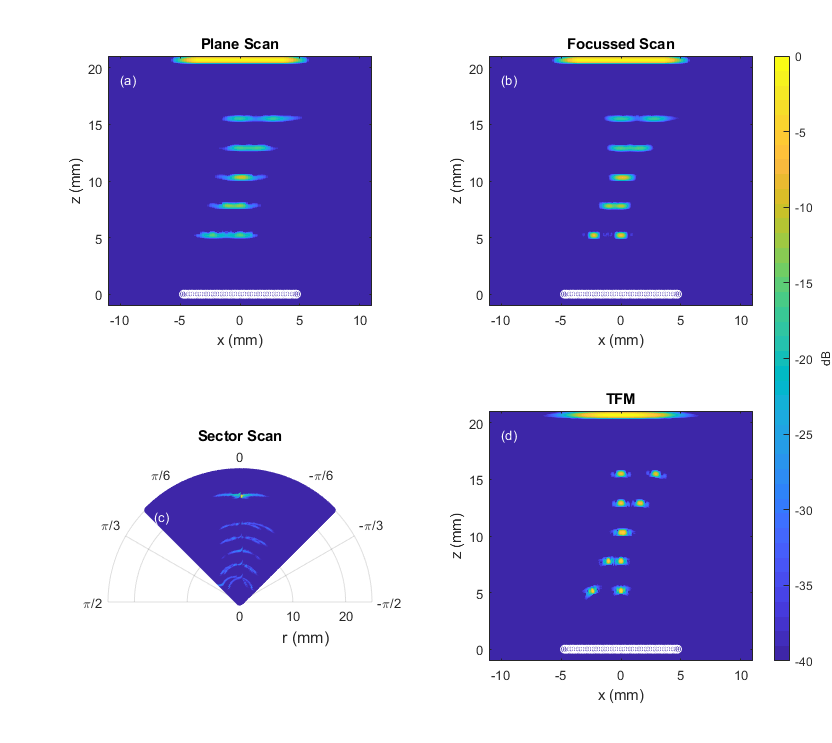 Plane Scan
(a)
20
15
10
5
0
z (mm)
-10
-5
0
5
10
x (mm)
Focussed Scan
(b)
20
15
10
5
0
z (mm)
-10
-5
0
5
10
x (mm)
0
-5
-10
-15
-20
-25
-30
-35
-40
dB
Sector Scan
0
π/6
-π/6
(c)
π/3
-π/3
π/2
-π/2
0
10
20
r (mm)
TFM
(d)
20
15
10
5
0
z (mm)
-10
-5
0
5
10
x (mm)